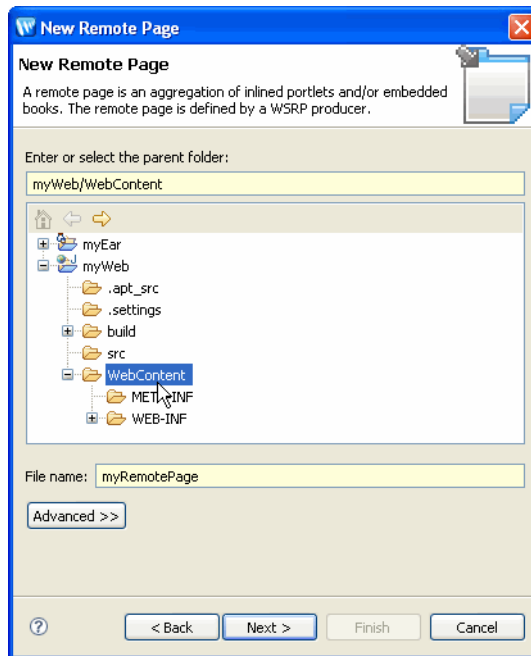 New Remote Page
New Remote Page
A remote page is an aggregation of inlined portlets and/or embedded
books. The remote page is defined by a WSRP producer.
Enter or select the parent folder:
myWeb/WebContent
myEar
myWeb
.apt_src
.settings
build
src
WebContent
META-INF
WEB-INF
File name: myRemotePage
Advanced >>
< Back Next > Finish Cancel